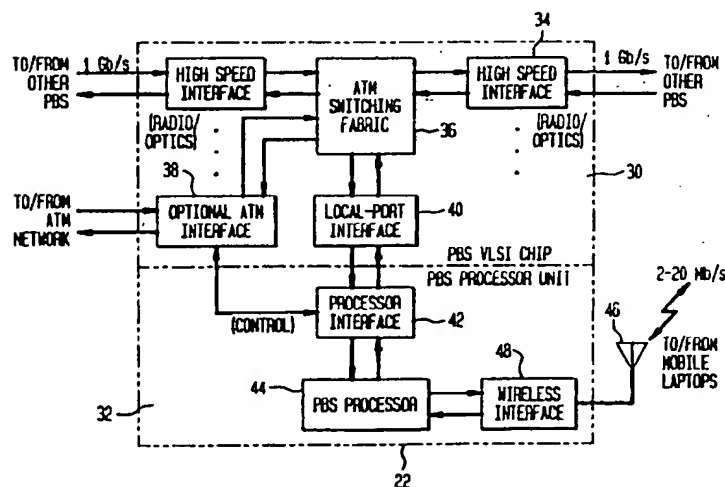 34
TO/FROM
OTHER
PBS
1 Gb/s
HIGH SPEED
INTERFACE
ATM
SWITCHING
FABRIC
HIGH SPEED
INTERFACE
1 Gb/s
TO/FROM
OTHER
PBS
(RADIO/
OPTICS)
36
(RADIO/
OPTICS)
38
30
TO/FROM
ATM
NETWORK
OPTIONAL ATM
INTERFACE
LOCAL-PORT
INTERFACE
40
PBS VLSI CHIP
PBS PROCESSOR UNIT
(CONTROL)
PROCESSOR
INTERFACE
42
2-20 Mb/s
46
TO/FROM
MOBILE
LAPTOPS
44
PBS PROCESSOR
48
WIRELESS
INTERFACE
32
22